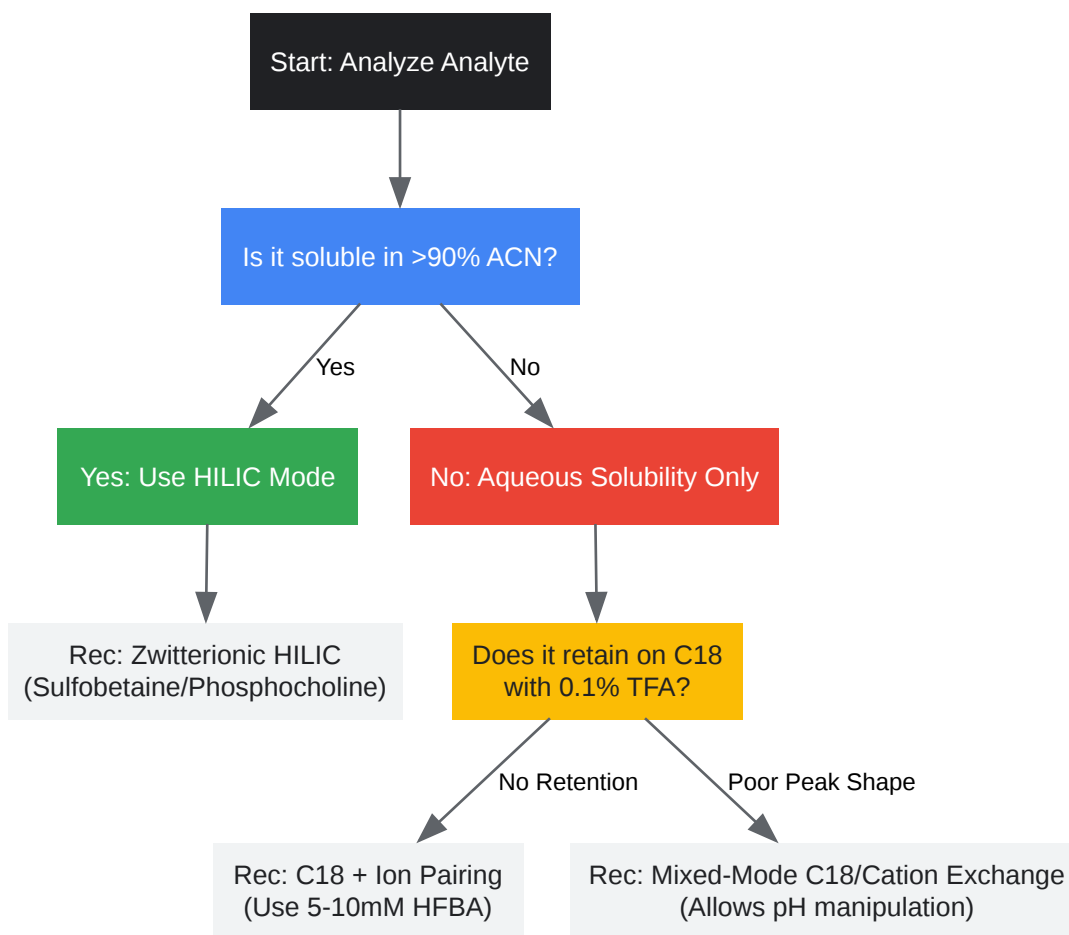 Start: Analyze Analyte
Is it soluble in >90% ACN?
Yes
No
Yes: Use HILIC Mode
No: Aqueous Solubility Only
Rec: Zwitterionic HILIC
(Sulfobetaine/Phosphocholine)
Does it retain on C18
with 0.1% TFA?
No Retention
Poor Peak Shape
Rec: C18 + Ion Pairing
(Use 5-10mM HFBA)
Rec: Mixed-Mode C18/Cation Exchange
(Allows pH manipulation)